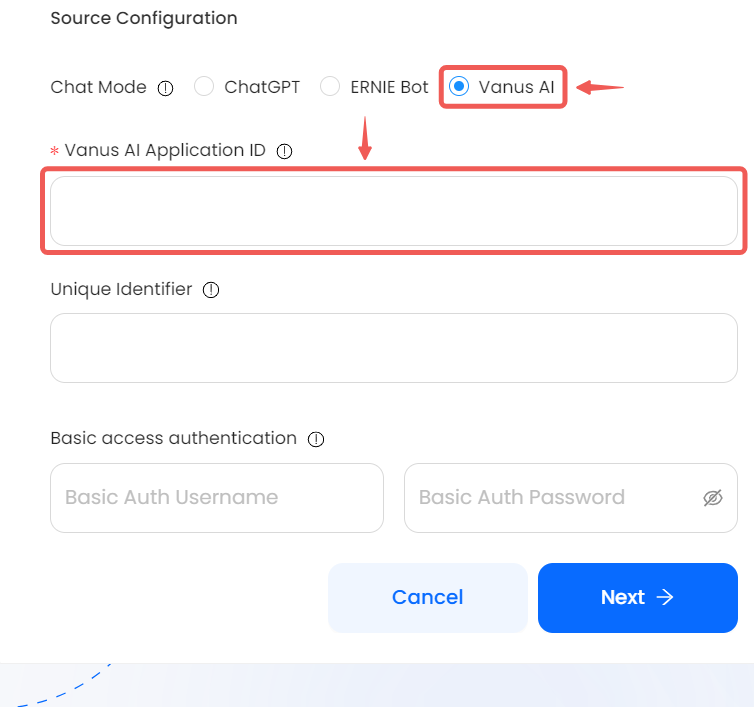 Source Configuration
Chat Mode ChatGPT ERNIE Bot Vanus AI
* Vanus AI Application ID
Unique Identifier
Basic access authentication
Basic Auth Username Basic Auth Password
Cancel Next →